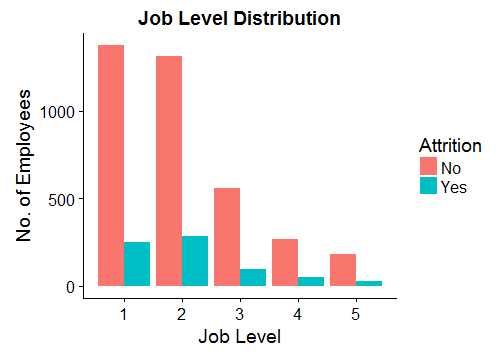 Job Level Distribution
No. of Employees
1000
500
0
1 2 3 4 5
Job Level
Attrition
No
Yes